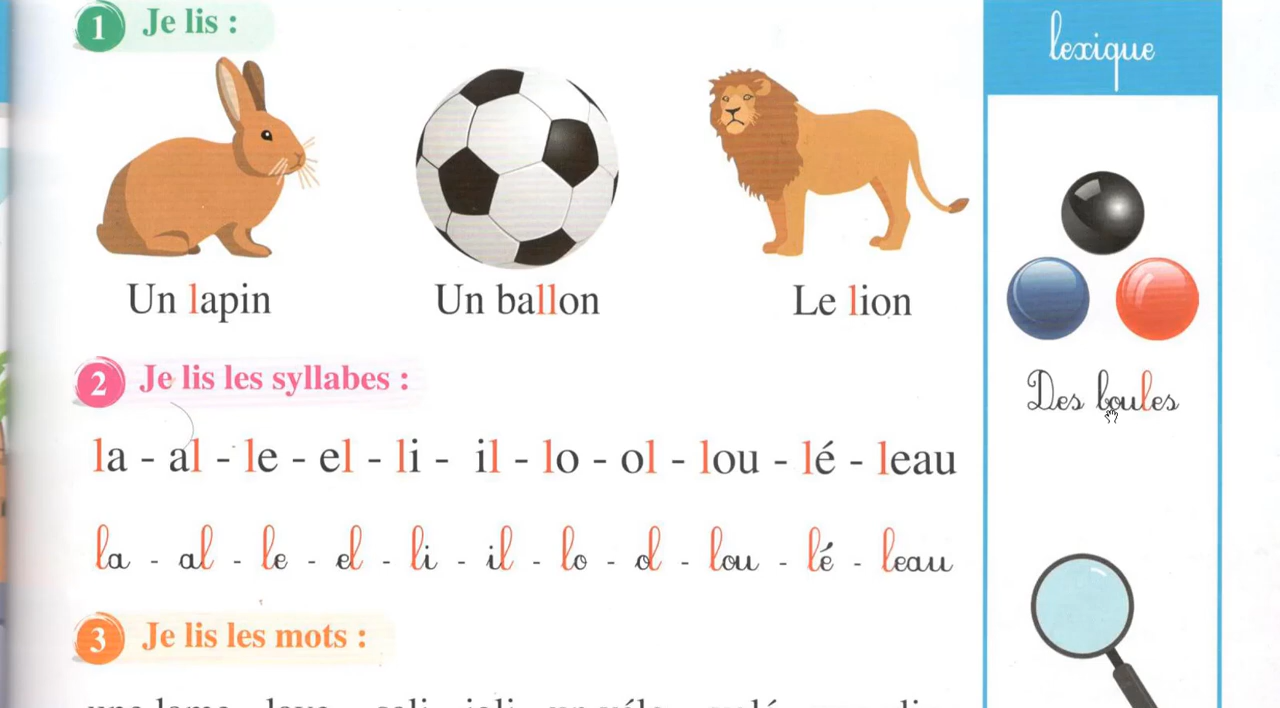 1 Je lis :
Un lapin
Un ballon
Le lion
2 Je lis les syllabes :
la - al - le - el - li - il - lo - ol - lou - lé - leau
la - al - le - el - li - il - lo - ol - lou - lé - leau
3 Je lis les mots :
lexique
Des boules